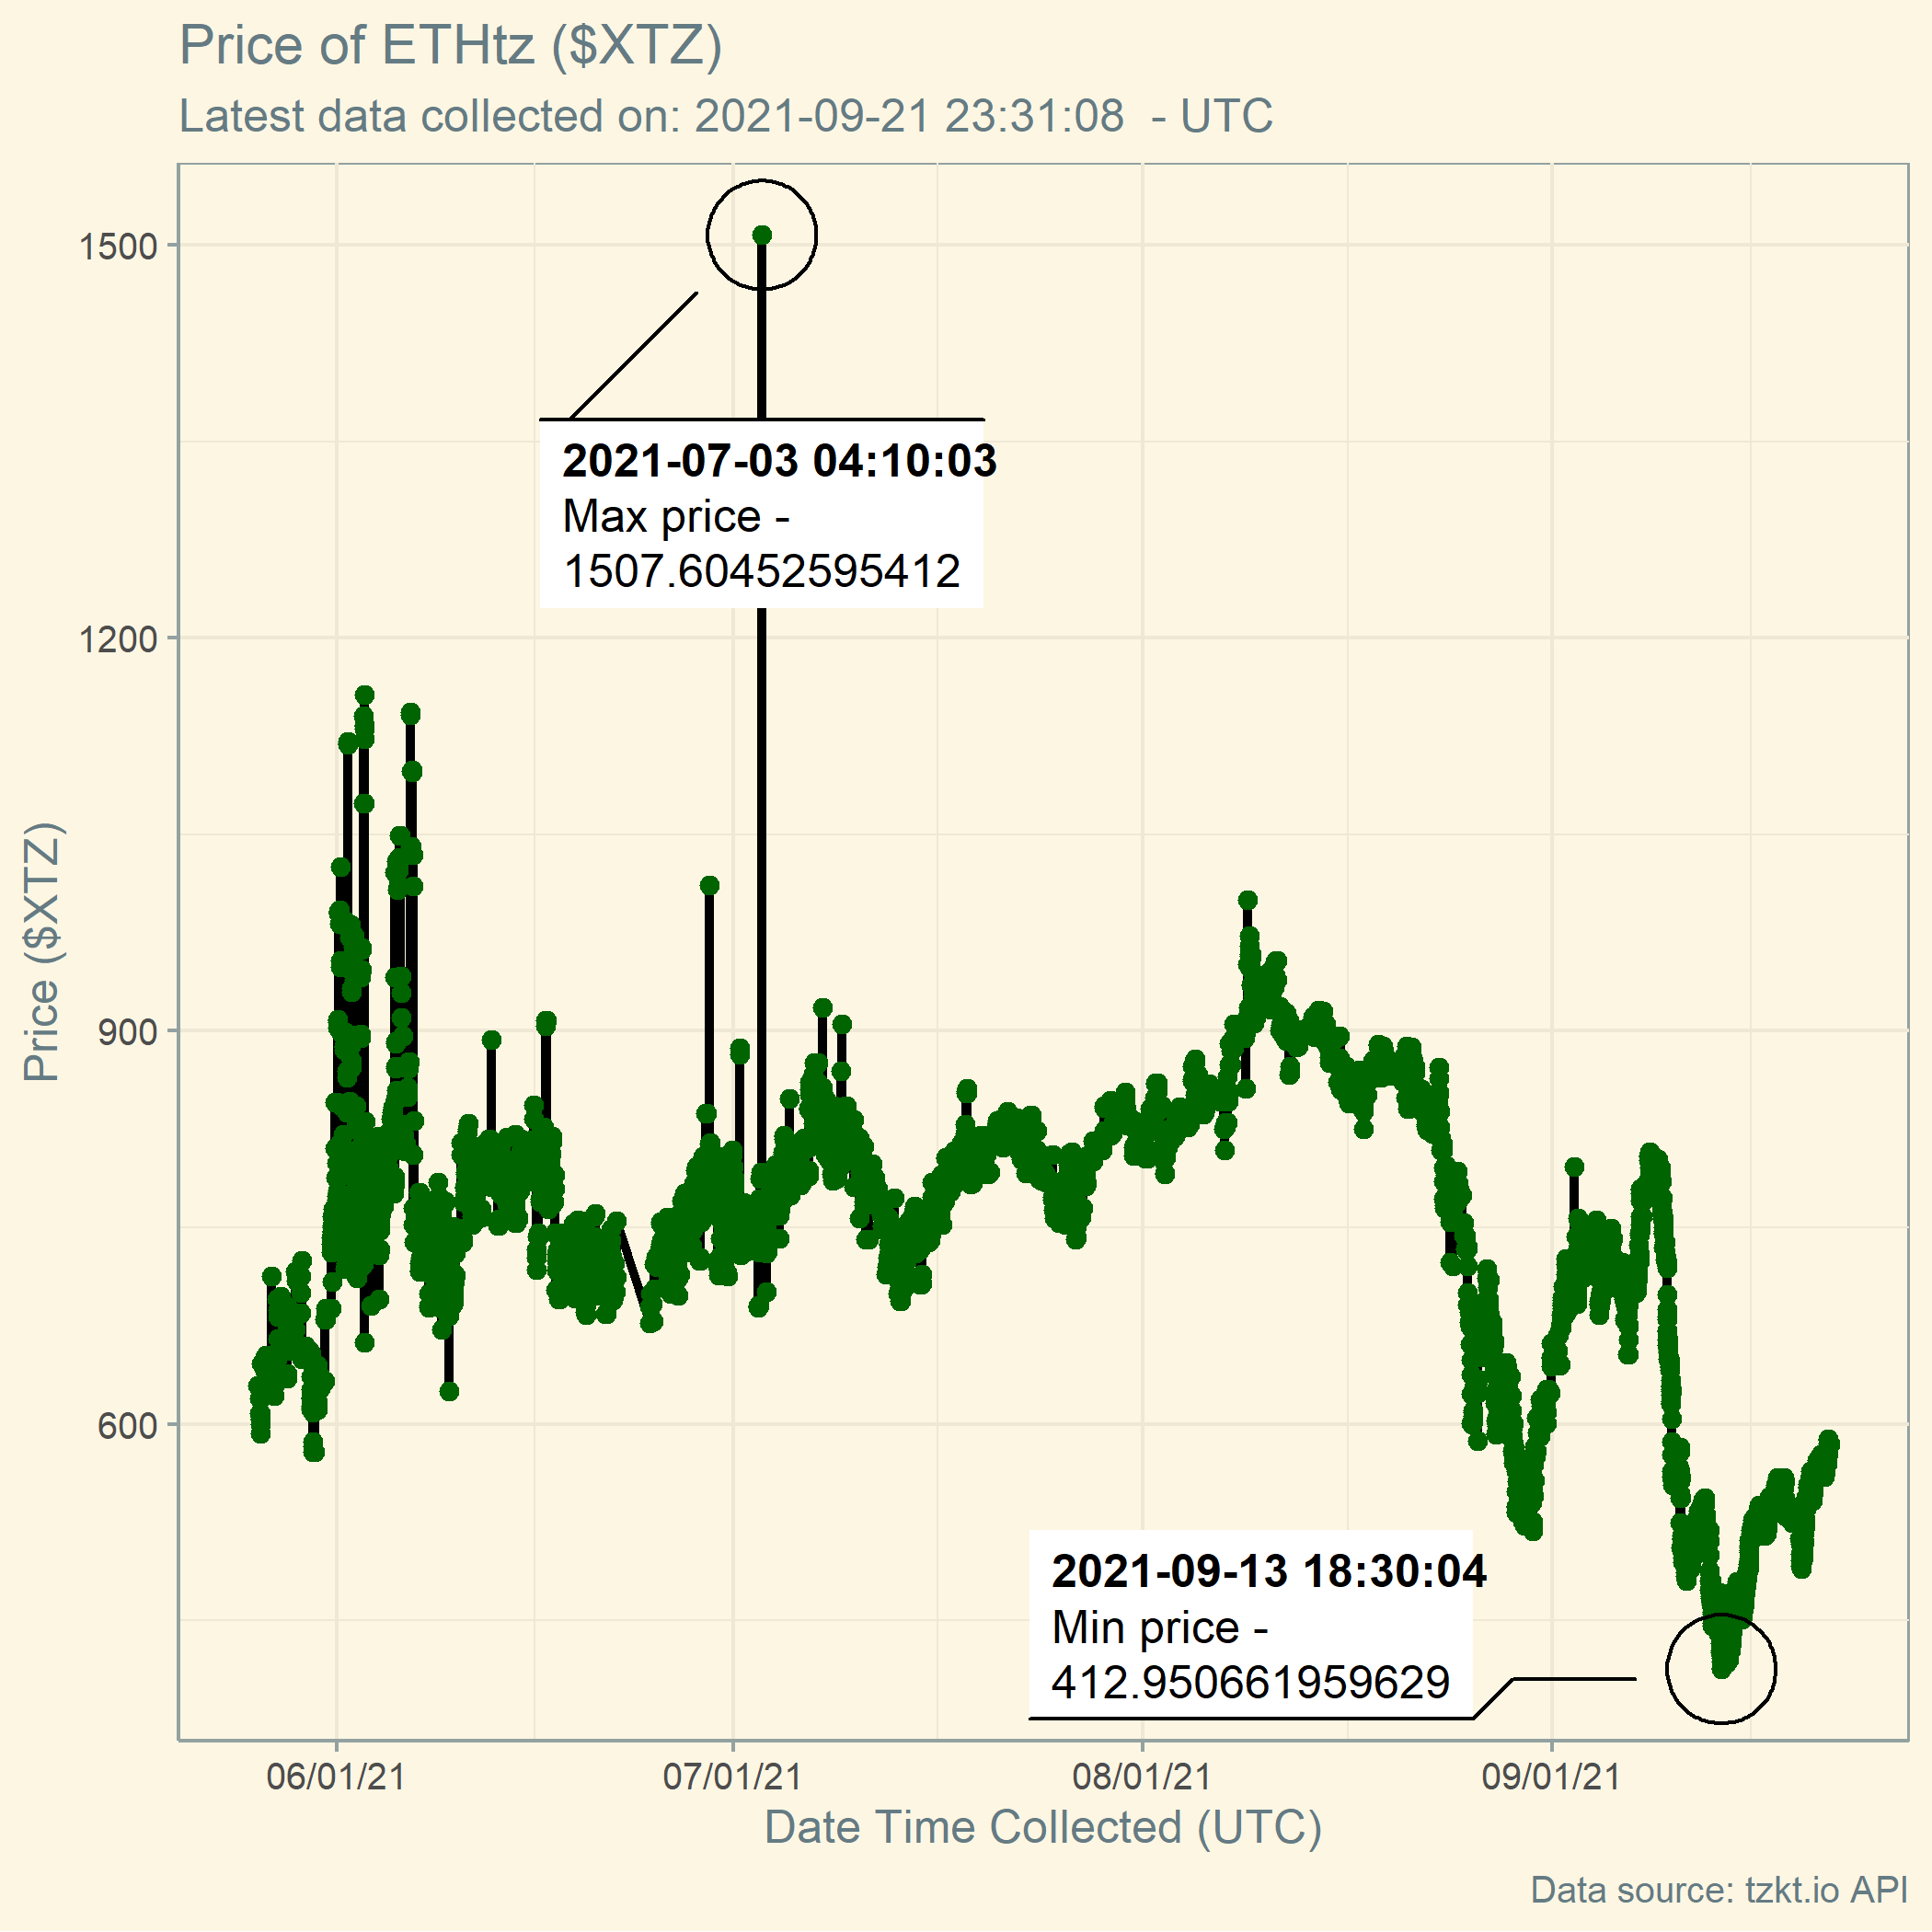 Price of ETHtz ($XTZ)
Latest data collected on: 2021-09-21 23:31:08  - UTC
1500
1200
900
600
Price ($XTZ)
2021-07-03 04:10:03
Max price -
1507.60452595412
2021-09-13 18:30:04
Min price -
412.950661959629
06/01/21
07/01/21
08/01/21
09/01/21
Date Time Collected (UTC)
Data source: tzkt.io API